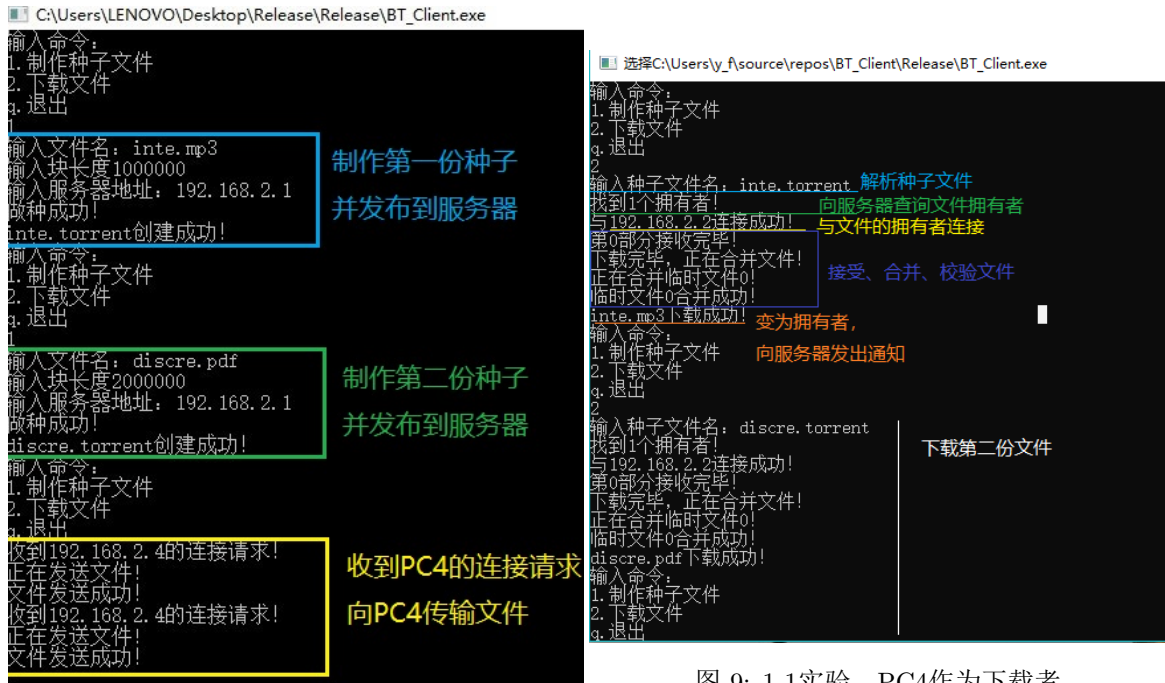 C:\Users\LENOVO\Desktop\Release\Release\BT_Client.exe
输入命令:
1.制作种子文件
2.下载文件
q.退出
1
输入文件名: inte.mp3
输入块长度1000000
输入服务器地址: 192.168.2.1
做种成功!
inte.torrent创建成功!
制作第一份种子
并发布到服务器
输入命令:
1.制作种子文件
2.下载文件
q.退出
1
输入文件名: discre.pdf
输入块长度2000000
输入服务器地址: 192.168.2.1
做种成功!
discre.torrent创建成功!
制作第二份种子
并发布到服务器
输入命令:
1.制作种子文件
2.下载文件
q.退出
收到192.168.2.4的连接请求!
正在发送文件!
文件发送成功!
收到192.168.2.4的连接请求!
正在发送文件!
文件发送成功!
收到PC4的连接请求
向PC4传输文件
选择C:\Users\y_f\source\repos\BT_Client\Release\BT_Client.exe
输入命令:
1.制作种子文件
2.下载文件
q.退出
2
输入种子文件名: inte.torrent 解析种子文件
找到1个拥有者! 向服务器查询文件拥有者
与192.168.2.2连接成功! 与文件的拥有者连接
第0部分接收完毕!
下载完毕, 正在合并文件!
正在合并临时文件0!
临时文件0合并成功!
接受、合并、校验文件
inte.mp3下载成功! 变为拥有者,
输入命令:
1.制作种子文件 向服务器发出通知
2.下载文件
q.退出
2
输入种子文件名: discre.torrent
找到1个拥有者!
与192.168.2.2连接成功!
第0部分接收完毕!
下载完毕, 正在合并文件!
正在合并临时文件0!
临时文件0合并成功!
discre.pdf下载成功!
下载第二份文件
输入命令:
1.制作种子文件
2.下载文件
q.退出
图 9: 1-1实验, PC4作为下载者